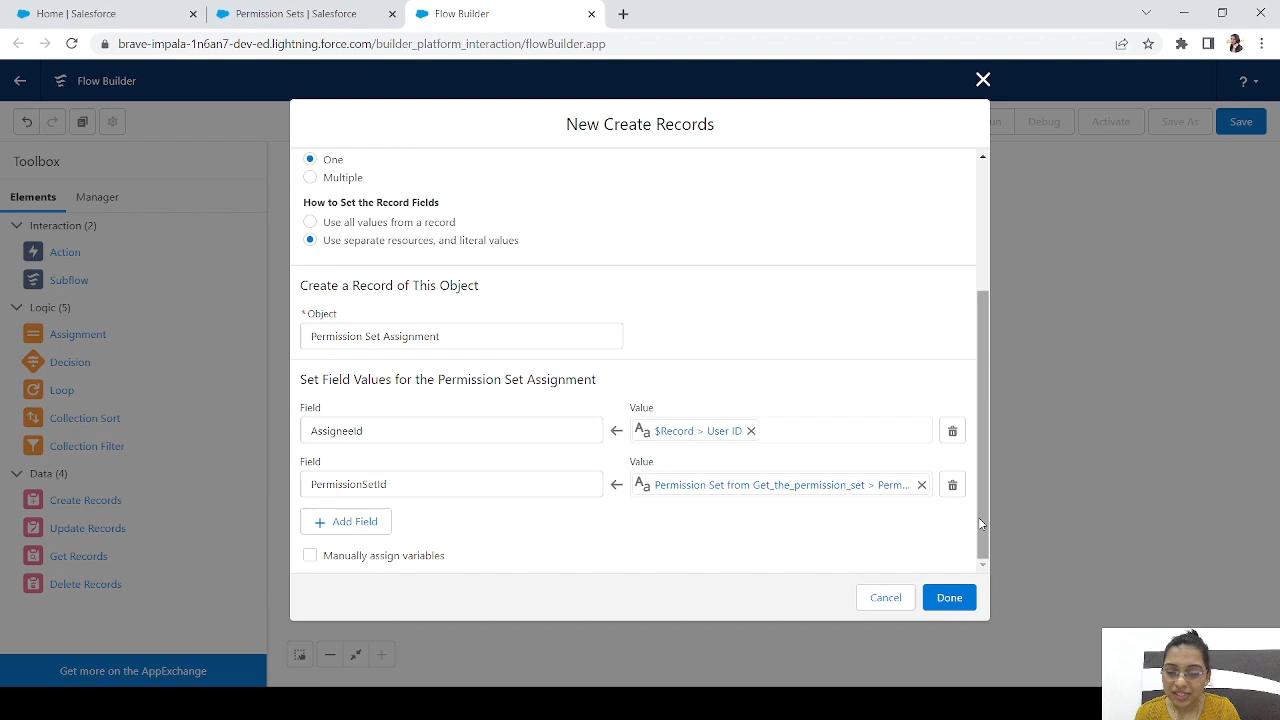 Home | Salesforce
Permission Sets | Salesforce
Flow Builder
brave-impala-1n6an7-dev-ed.lightning.force.com/builder_platform_interaction/flowBuilder.app
Flow Builder
?
Debug
Activate
Save As
Save
Toolbox
Elements
Manager
Interaction (2)
Action
Subflow
Logic (5)
Assignment
Decision
Loop
Collection Sort
Collection Filter
Data (4)
Create Records
Update Records
Get Records
Delete Records
Get more on the AppExchange
New Create Records
One
Multiple
How to Set the Record Fields
Use all values from a record
Use separate resources, and literal values
Create a Record of This Object
* Object
Permission Set Assignment
Set Field Values for the Permission Set Assignment
Field
Value
AssigneeId
Aa $Record > User ID
Field
Value
PermissionSetId
Aa Permission Set from Get_the_permission_set > Perm...
+ Add Field
Manually assign variables
Cancel
Done